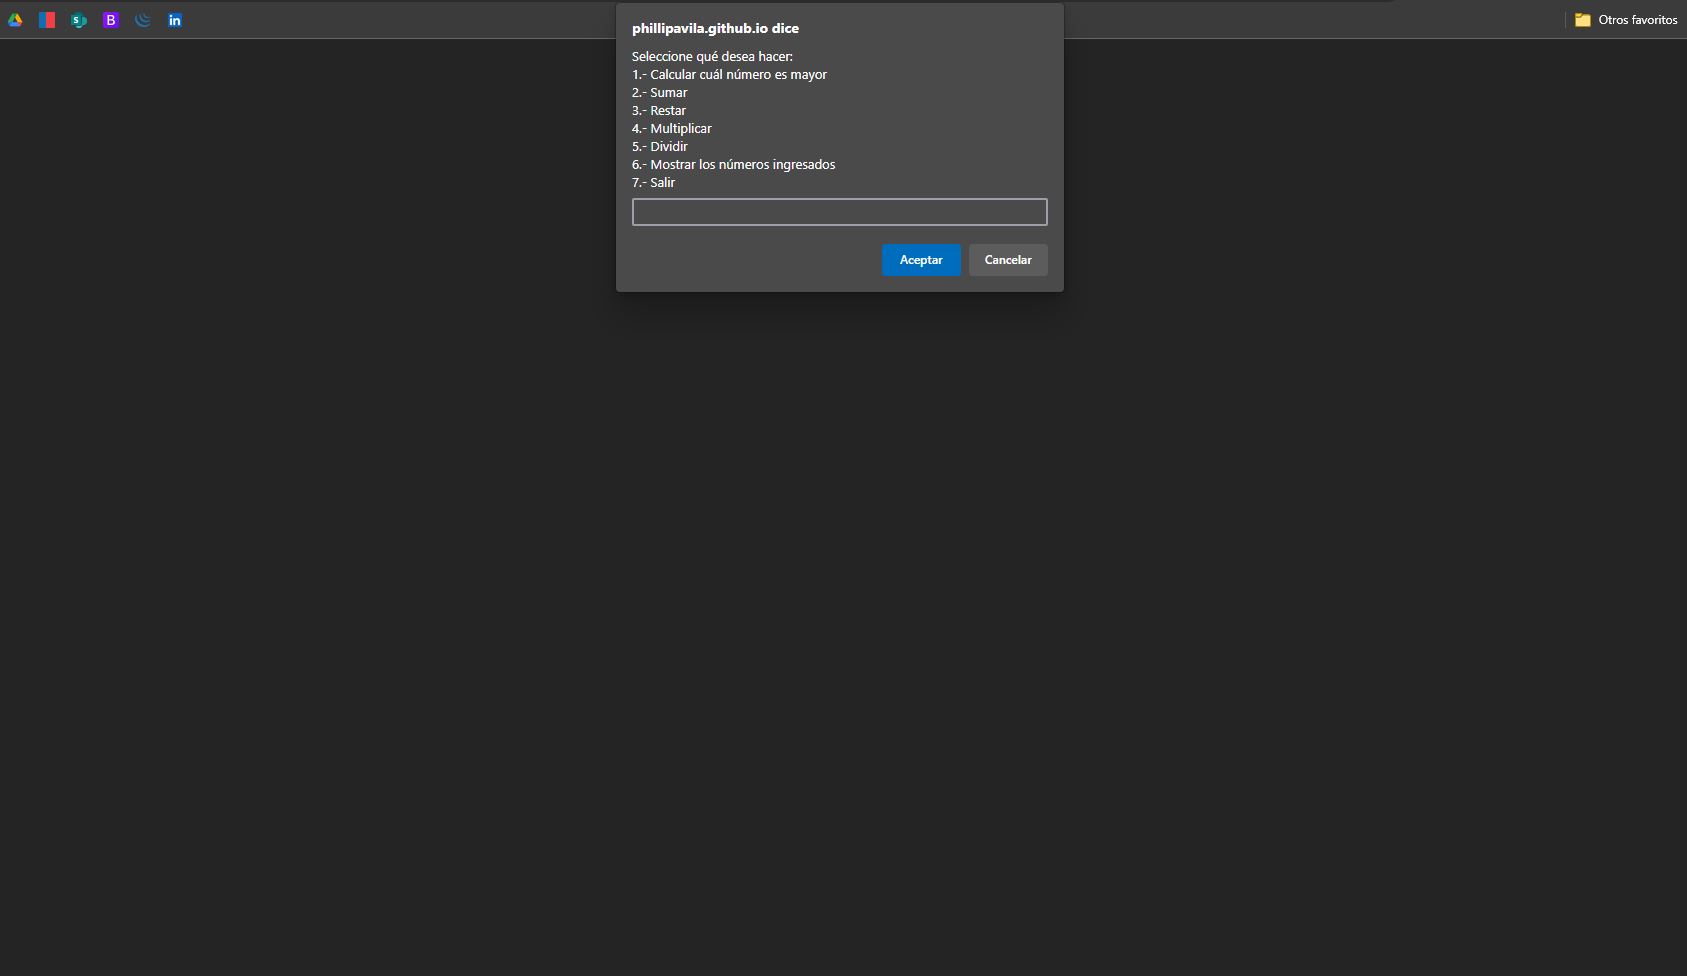 S
B
in
Otros favoritos
phillipavila.github.io dice
Seleccione qué desea hacer:
1.- Calcular cuál número es mayor
2.- Sumar
3.- Restar
4.- Multiplicar
5.- Dividir
6.- Mostrar los números ingresados
7.- Salir
Aceptar
Cancelar